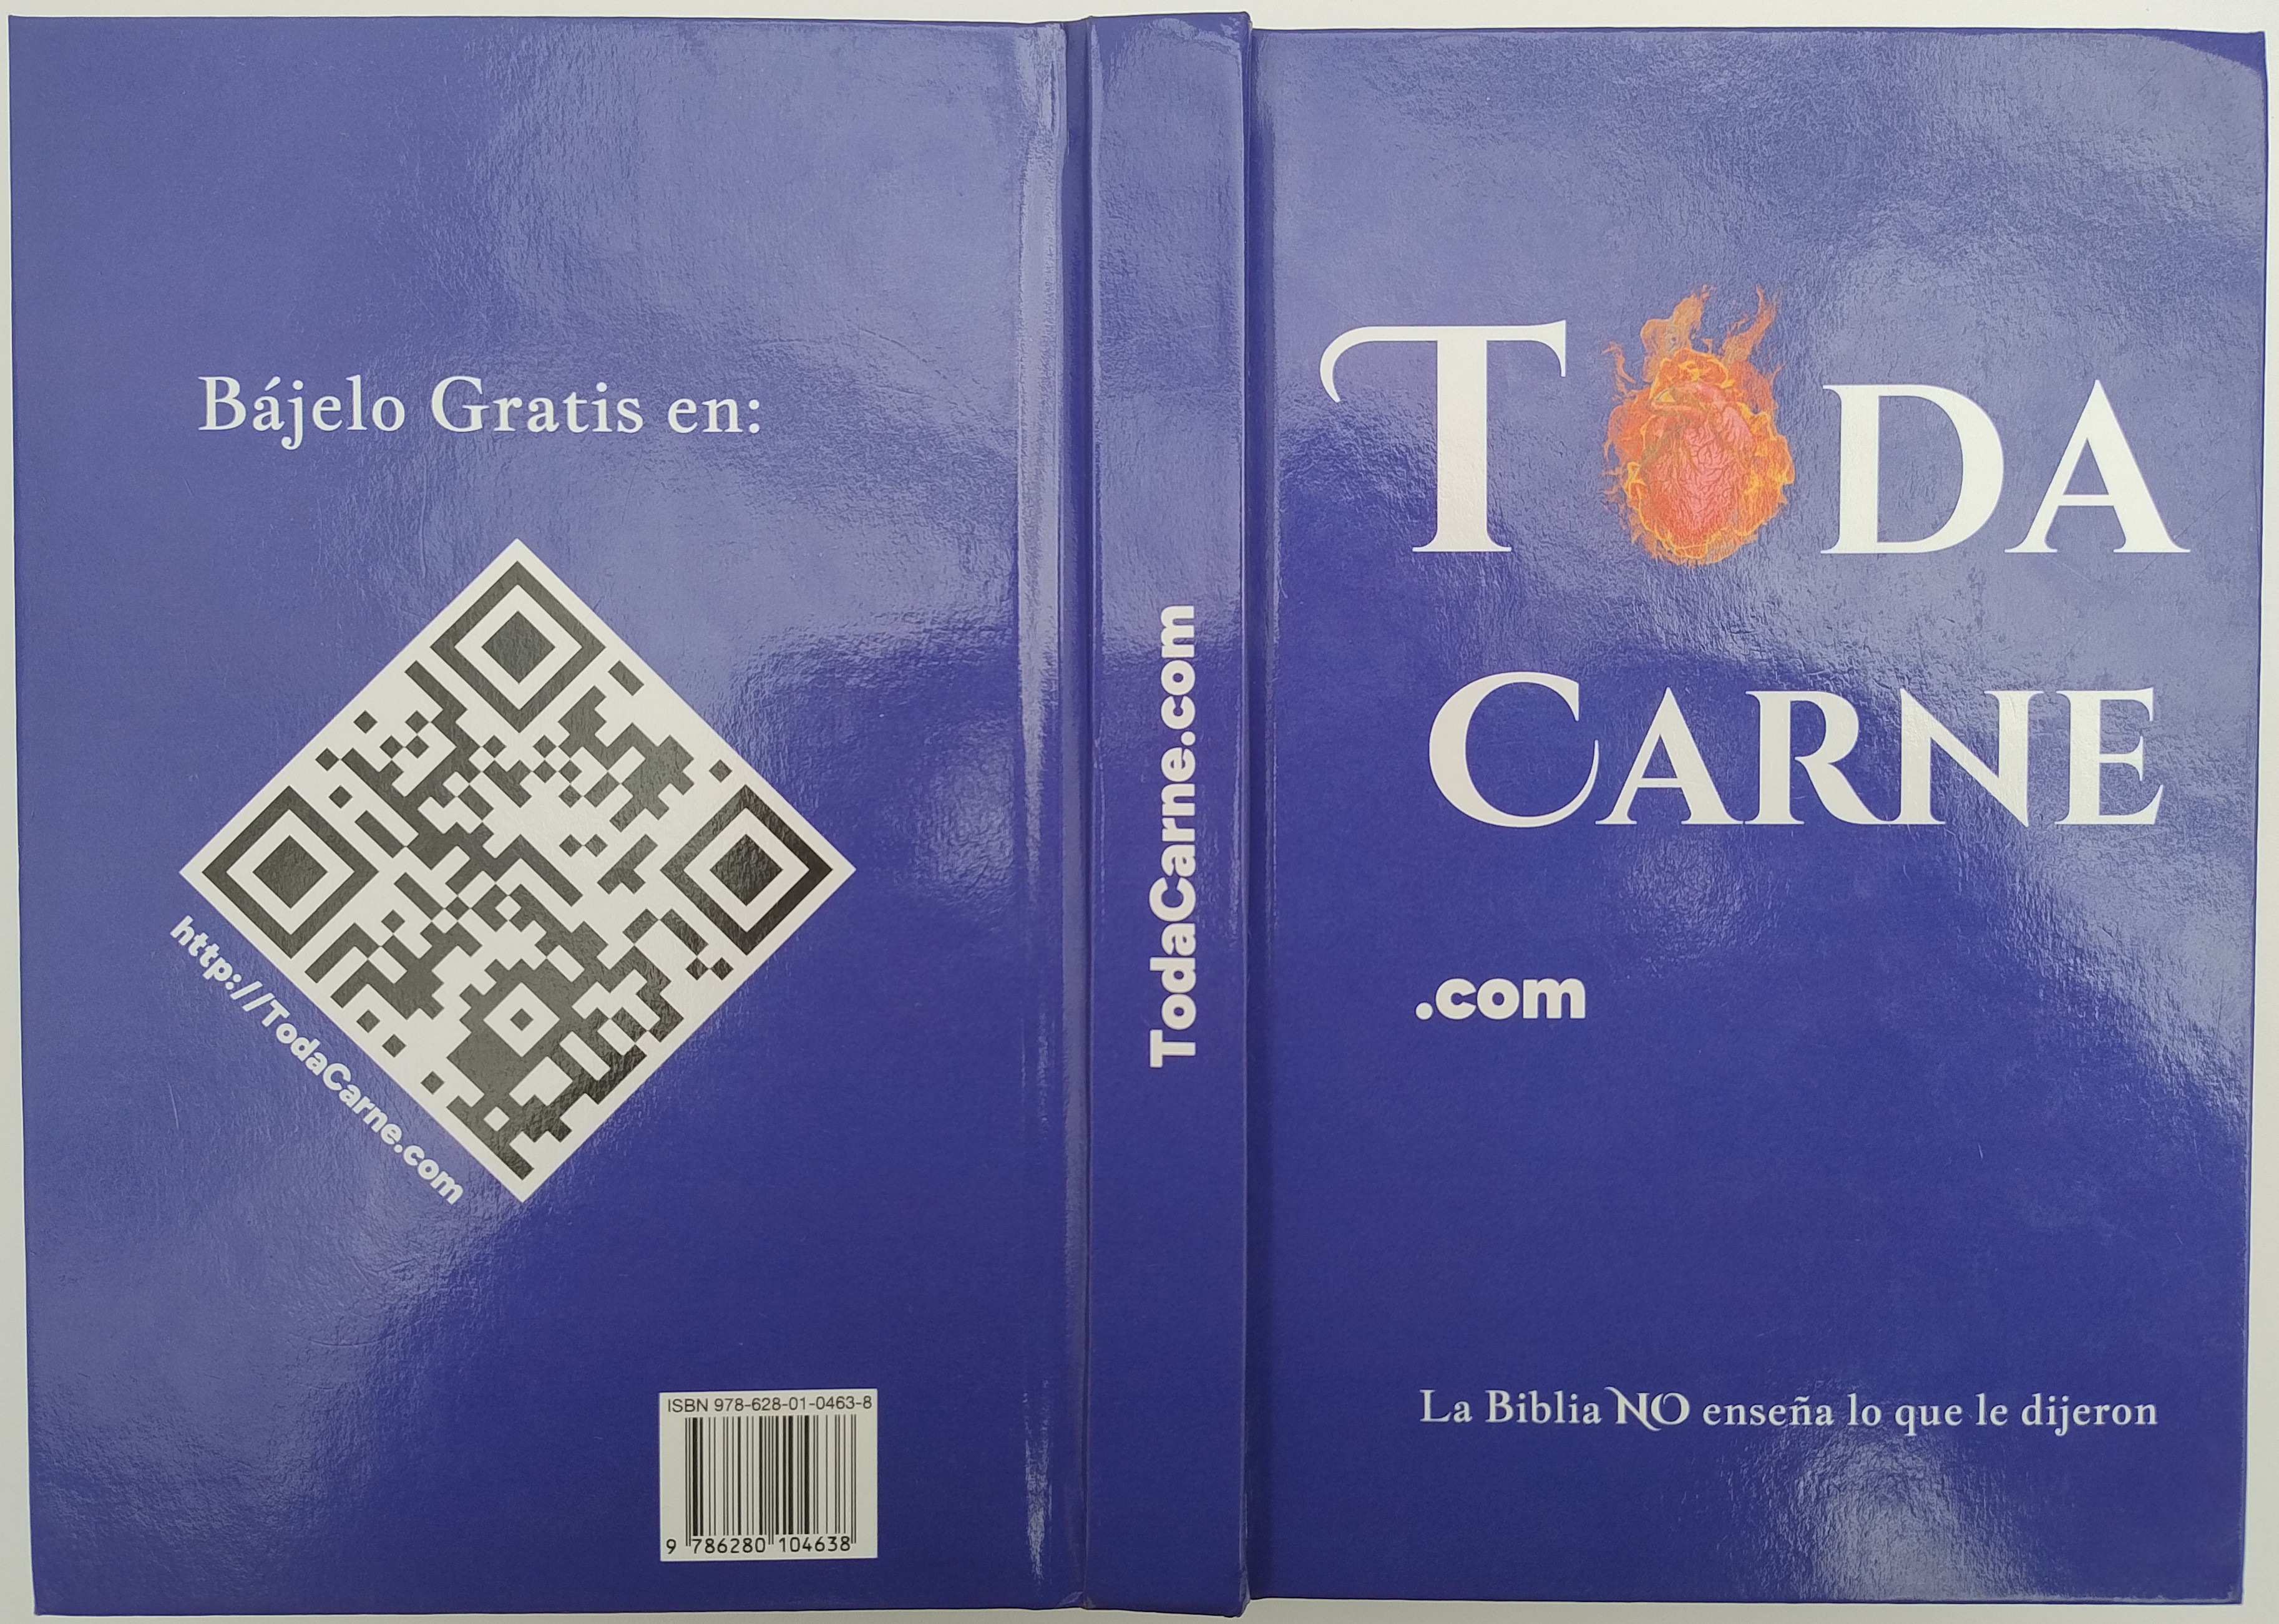 Bájelo Gratis en:
http://TodaCarne.com
ISBN 978-628-01-0463-8
9 786280 104638
TodaCarne.com
TODA
CARNE
.com
La Biblia NO enseña lo que le dijeron